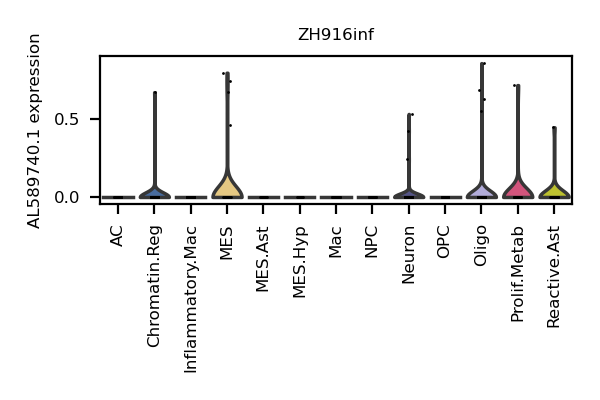 ZH916inf
AL589740.1 expression
0.5
0.0
AC
Chromatin.Reg
Inflammatory.Mac
MES
MES.Ast
MES.Hyp
Mac
NPC
Neuron
OPC
Oligo
Prolif.Metab
Reactive.Ast